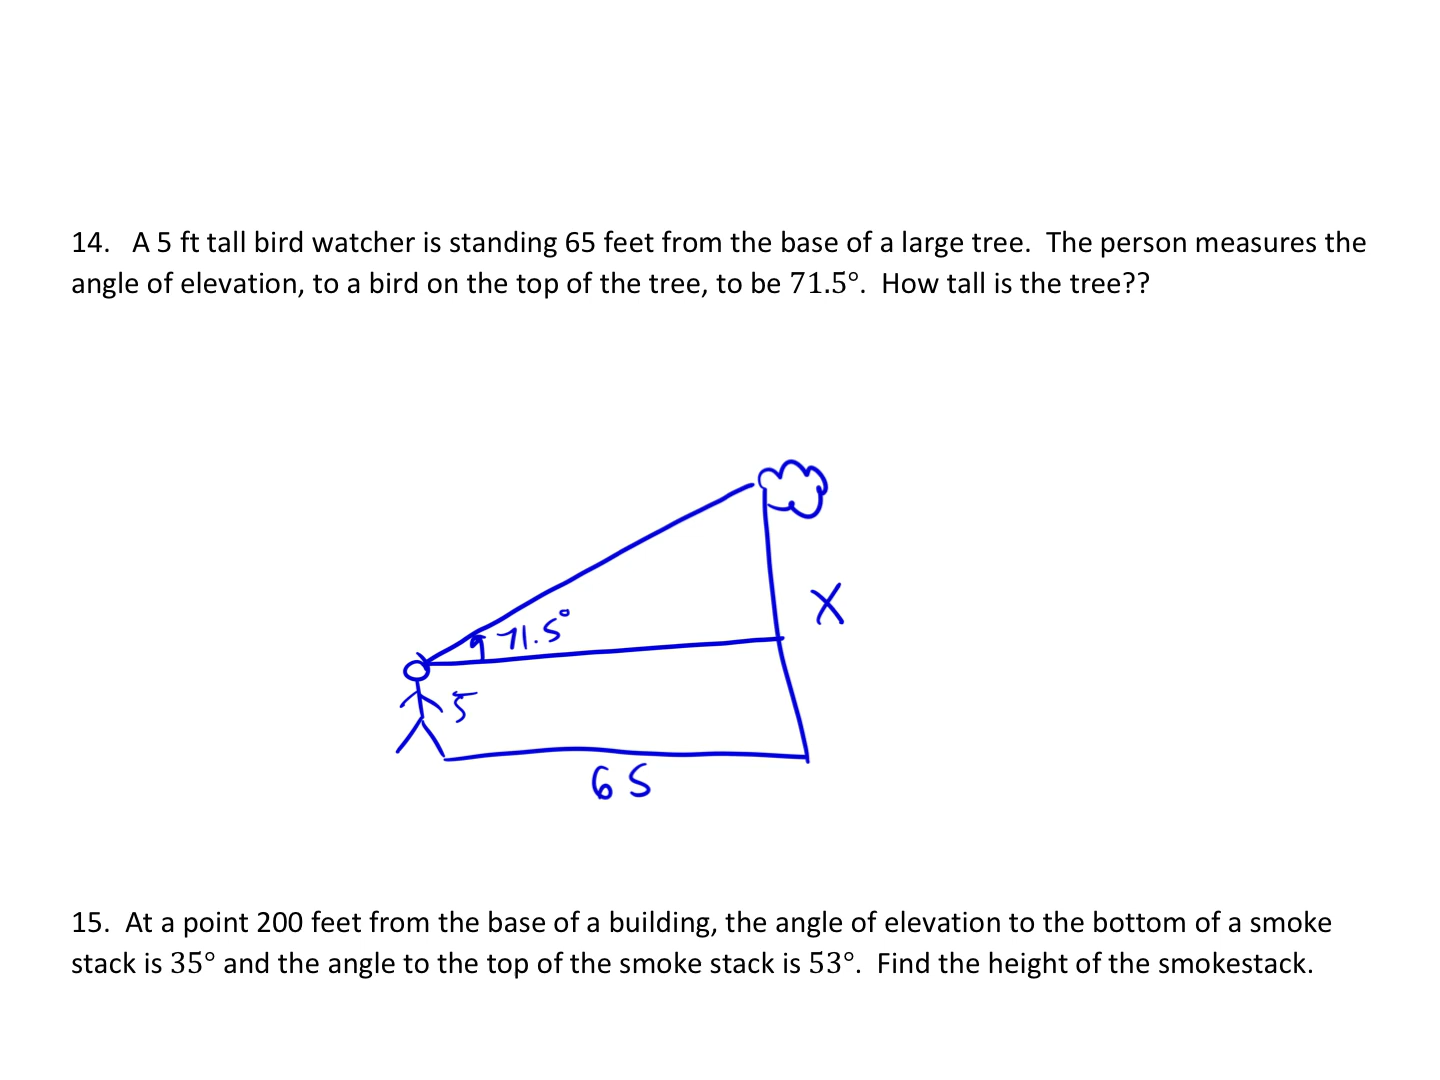 14. A 5 ft tall bird watcher is standing 65 feet from the base of a large tree. The person measures the
angle of elevation, to a bird on the top of the tree, to be 71.5°. How tall is the tree??
71.5°
X
5
65
15. At a point 200 feet from the base of a building, the angle of elevation to the bottom of a smoke
stack is 35° and the angle to the top of the smoke stack is 53°. Find the height of the smokestack.